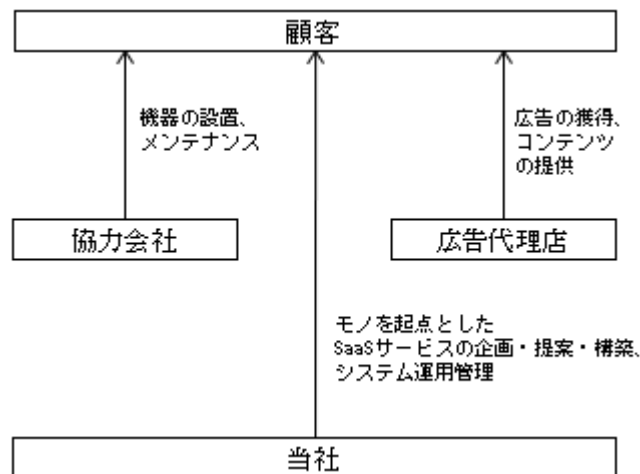 顧客
機器の設置、
メンテナンス
広告の獲得、
コンテンツ
の提供
協力会社
広告代理店
モノを起点とした
SaaSサービスの企画・提案・構築、
システム運用管理
当社